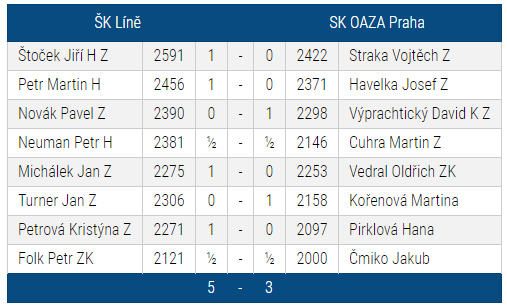 ŠK Líně SK OAZA Praha
Štoček Jiří H Z 2591 1 - 0 2422 Straka Vojtěch Z
Petr Martin H 2456 1 - 0 2371 Havelka Josef Z
Novák Pavel Z 2390 0 - 1 2298 Výprachtický David K Z
Neuman Petr H 2381 ½ - ½ 2146 Cuhra Martin Z
Michálek Jan Z 2275 1 - 0 2253 Vedral Oldřich ZK
Turner Jan Z 2306 0 - 1 2158 Kořenová Martina
Petrová Kristýna Z 2271 1 - 0 2097 Pirklová Hana
Folk Petr ZK 2121 ½ - ½ 2000 Čmiko Jakub
5 - 3